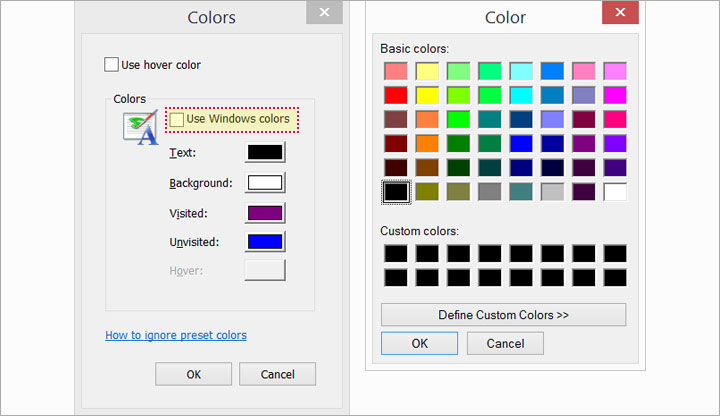 Colors
Use hover color
Colors
Use Windows colors
Text:
Background:
Visited:
Unvisited:
Hover:
How to ignore preset colors
OK
Cancel
Color
Basic colors:
Custom colors:
Define Custom Colors >>
OK
Cancel